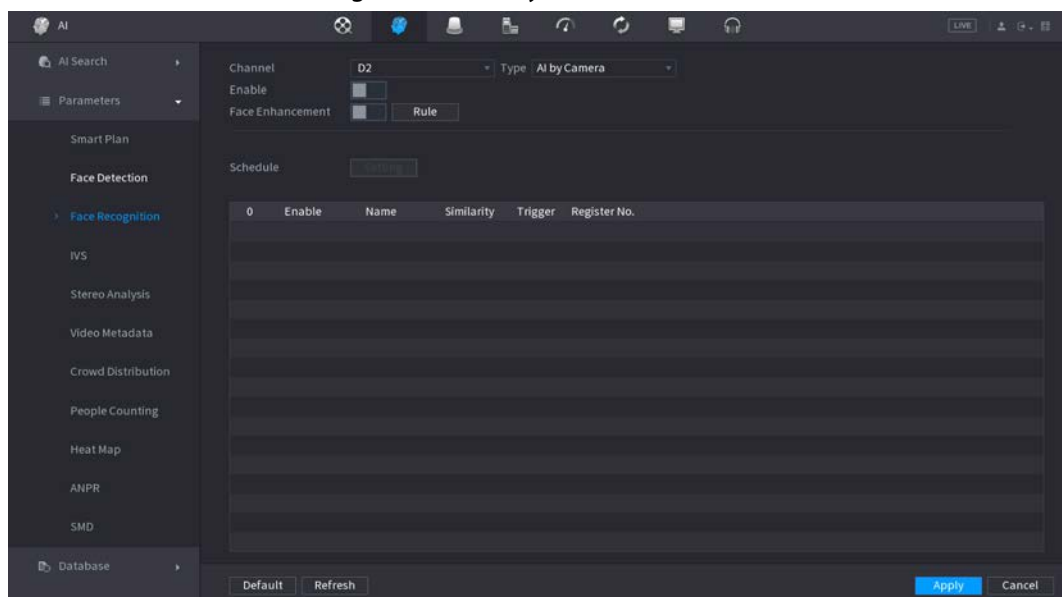 AI
LIVE
AI Search
Parameters
Smart Plan
Face Detection
Face Recognition
IVS
Stereo Analysis
Video Metadata
Crowd Distribution
People Counting
Heat Map
ANPR
SMD
Database
Channel D2 Type AI by Camera
Enable
Face Enhancement Rule
Schedule Setting
0 Enable Name Similarity Trigger Register No.
Default Refresh Apply Cancel